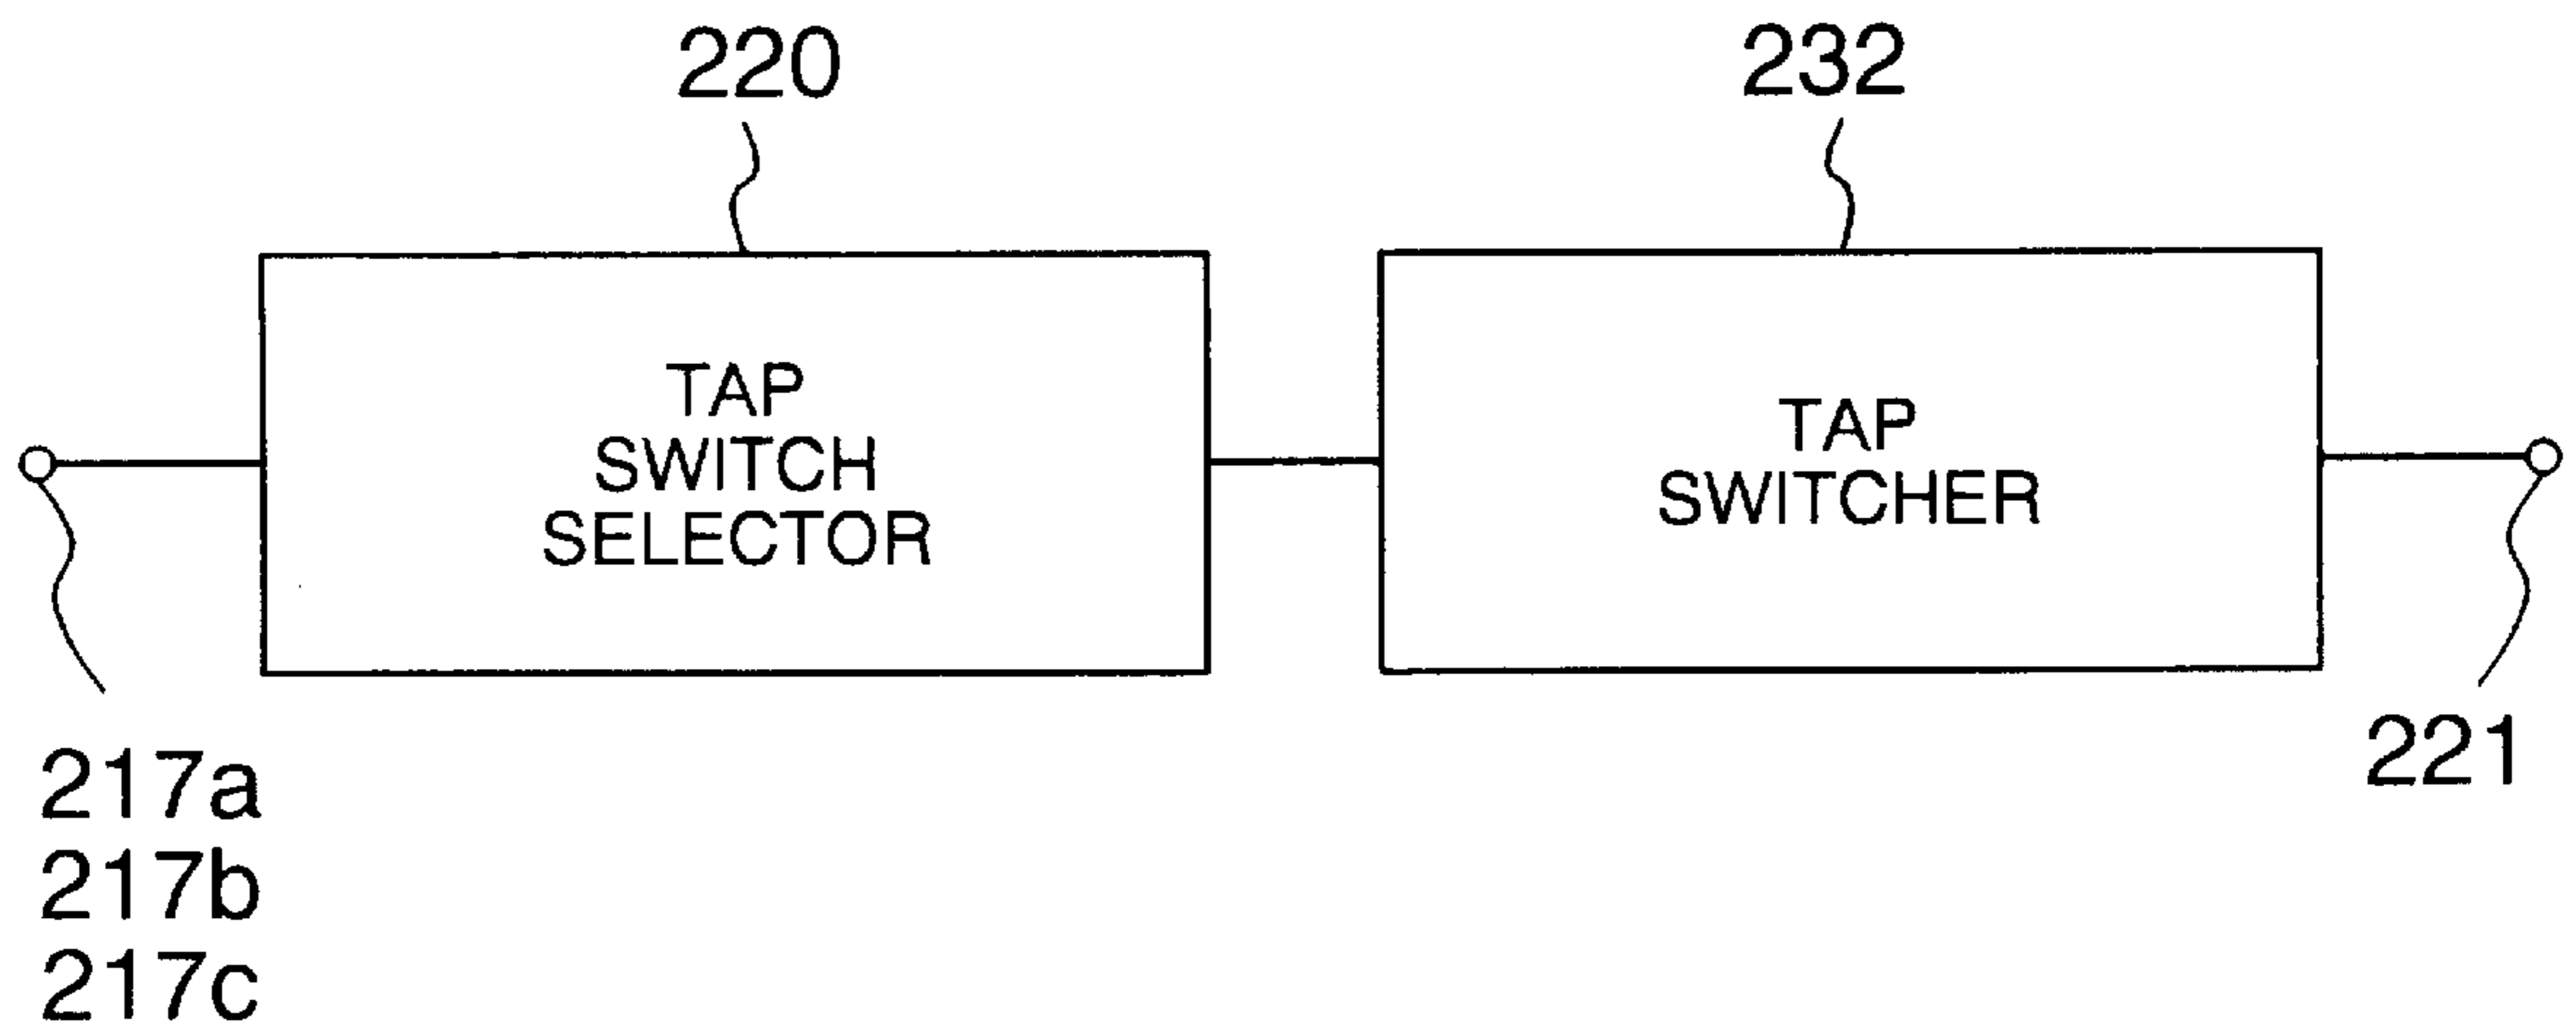 220
232
TAP
SWITCH
SELECTOR
TAP
SWITCHER
217a
217b
217c
221